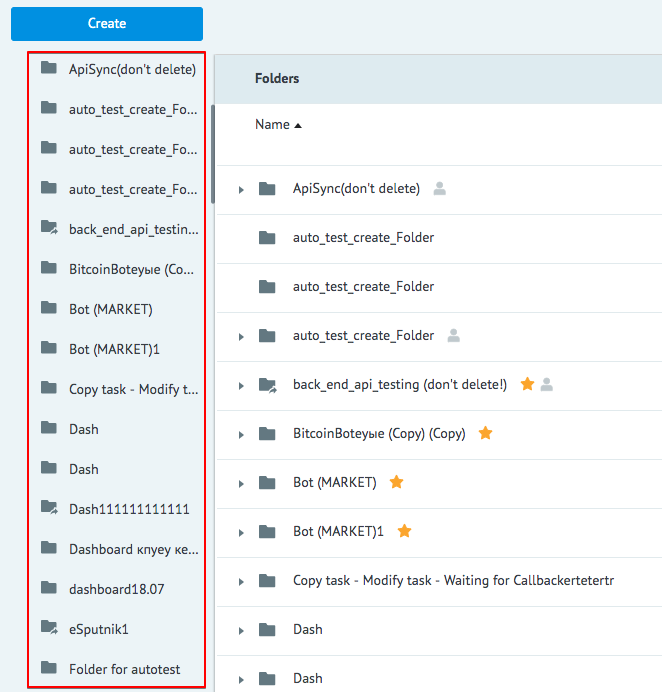 Create
ApiSync(don't delete)
auto_test_create_Fo...
auto_test_create_Fo...
auto_test_create_Fo...
back_end_api_testin...
BitcoinBoteyые (Co...
Bot (MARKET)
Bot (MARKET)1
Copy task - Modify t...
Dash
Dash
Dash111111111111
Dashboard кпуеу ке...
dashboard18.07
eSputnik1
Folder for autotest
Folders
Name
ApiSync(don't delete)
auto_test_create_Folder
auto_test_create_Folder
auto_test_create_Folder
back_end_api_testing (don't delete!)
BitcoinBoteyые (Copy) (Copy)
Bot (MARKET)
Bot (MARKET)1
Copy task - Modify task - Waiting for Callbackertetertr
Dash
Dash